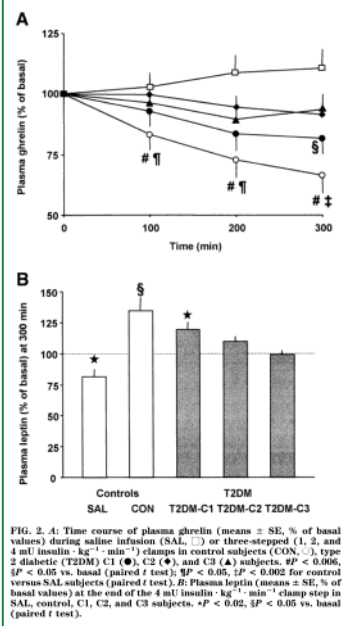 A
125
100
75
50
Plasma ghrelin (% of basal)
# ¶
# ¶
§
# ‡
0
100
200
300
Time (min)
B
§
*
*
150
125
100
75
50
25
0
Plasma leptin (% of basal) at 300 min
Controls T2DM
SAL CON T2DM-C1 T2DM-C2 T2DM-C3
FIG. 2. A: Time course of plasma ghrelin (means ± SE, % of basal
values) during saline infusion (SAL, □) or three-stepped (1, 2, and
4 mU insulin · kg⁻¹ · min⁻¹) clamps in control subjects (CON, ○), type
2 diabetic (T2DM) C1 (●), C2 (◆), and C3 (▲) subjects. #P < 0.006,
§P < 0.05 vs. basal (paired t test); ¶P < 0.05, ‡P < 0.002 for control
versus SAL subjects (paired t test). B: Plasma leptin (means ± SE, % of
basal values) at the end of the 4 mU insulin · kg⁻¹ · min⁻¹ clamp step in
SAL, control, C1, C2, and C3 subjects. *P < 0.02, §P < 0.05 vs. basal
(paired t test).